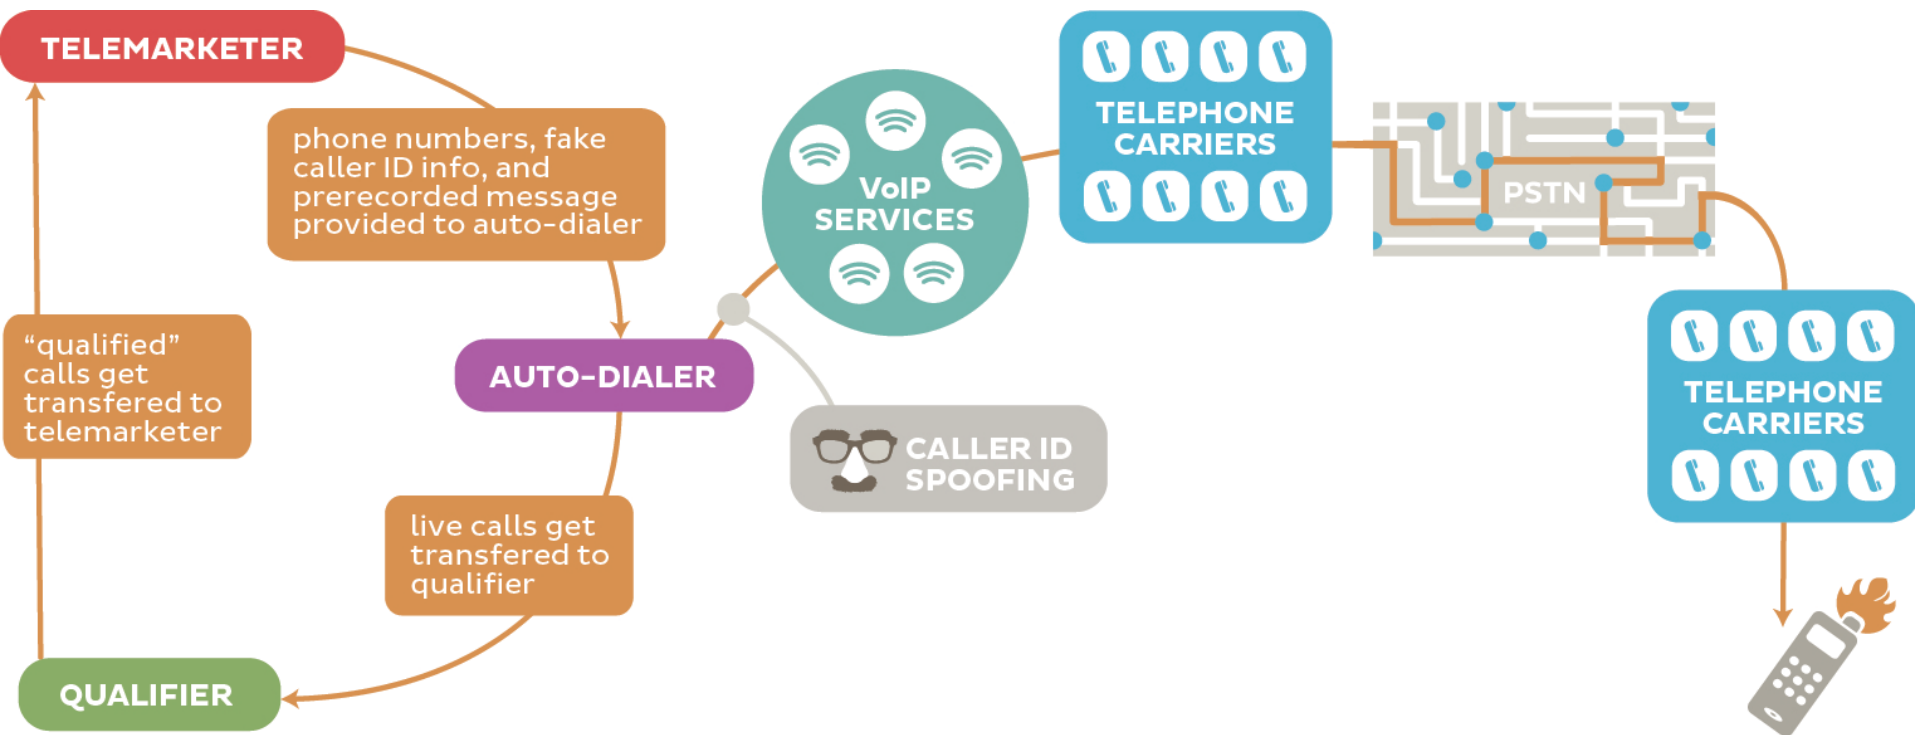 TELEMARKETER
phone numbers, fake
caller ID info, and
prerecorded message
provided to auto-dialer
VoIP
SERVICES
TELEPHONE
CARRIERS
PSTN
"qualified"
calls get
transfered to
telemarketer
AUTO-DIALER
CALLER ID
SPOOFING
TELEPHONE
CARRIERS
live calls get
transfered to
qualifier
QUALIFIER